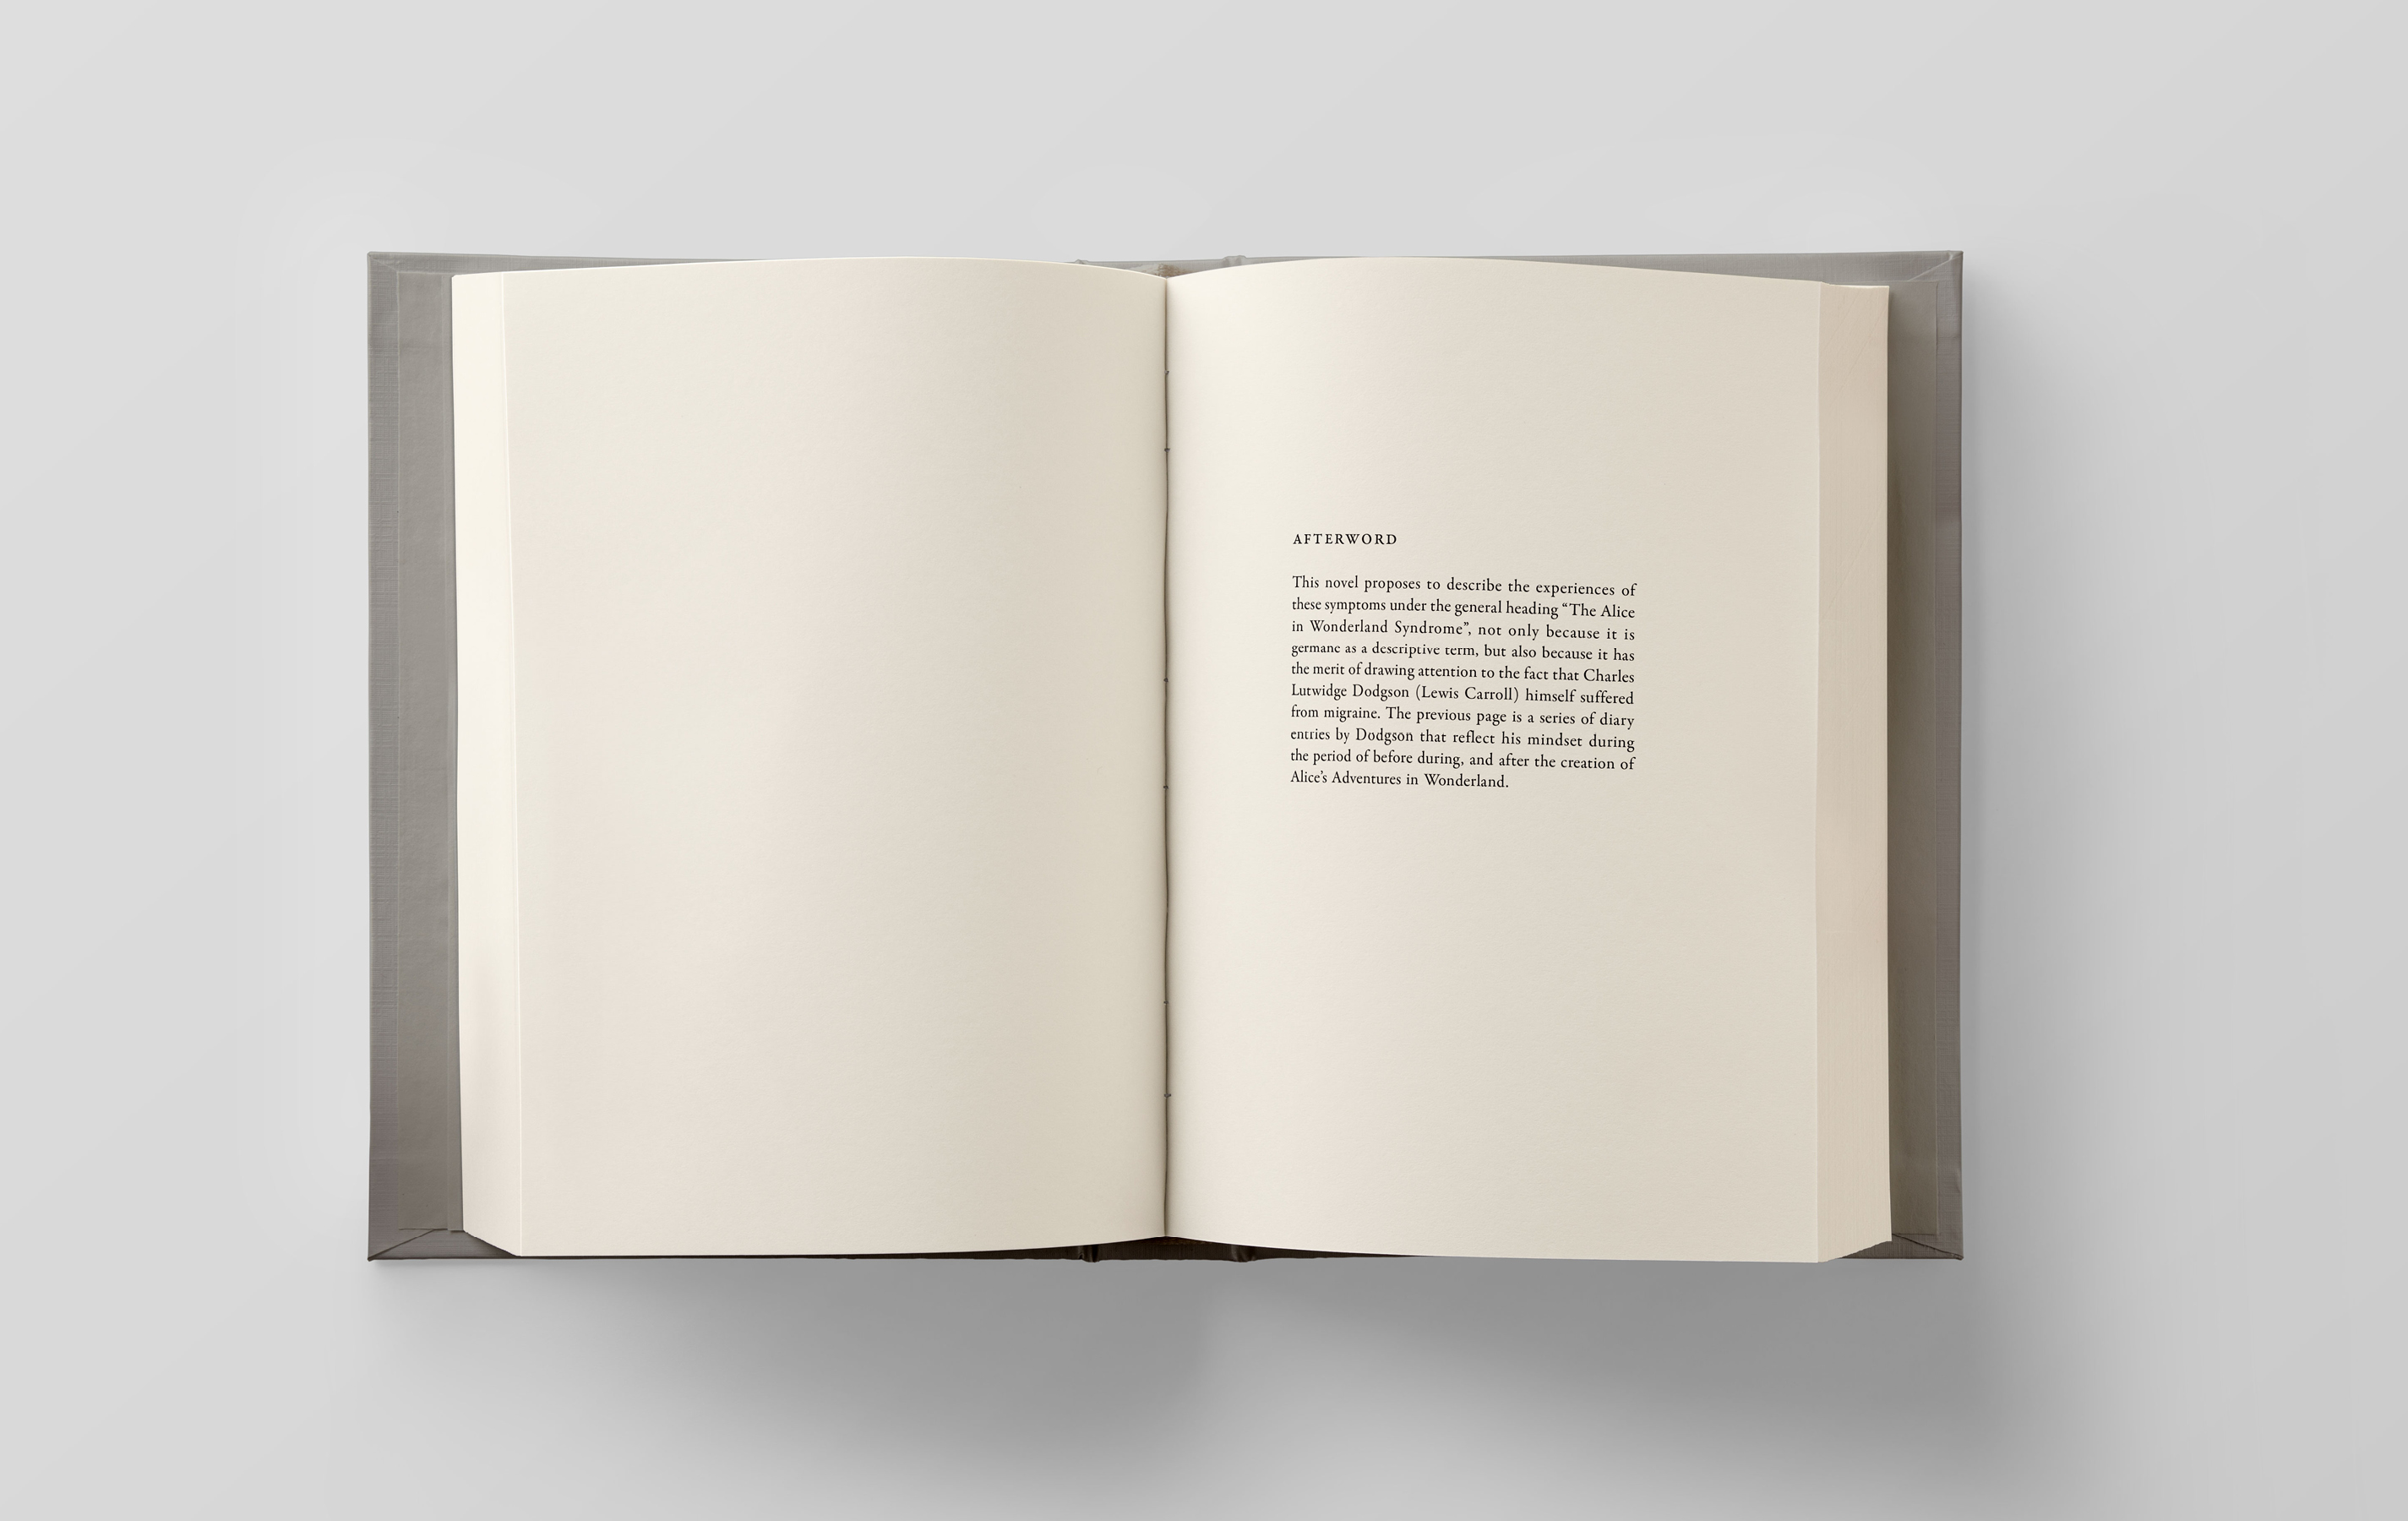 AFTERWORD
This novel proposes to describe the experiences of
these symptoms under the general heading “The Alice
in Wonderland Syndrome”, not only because it is
germane as a descriptive term, but also because it has
the merit of drawing attention to the fact that Charles
Lutwidge Dodgson (Lewis Carroll) himself suffered
from migraine. The previous page is a series of diary
entries by Dodgson that reflect his mindset during
the period of before during, and after the creation of
Alice’s Adventures in Wonderland.